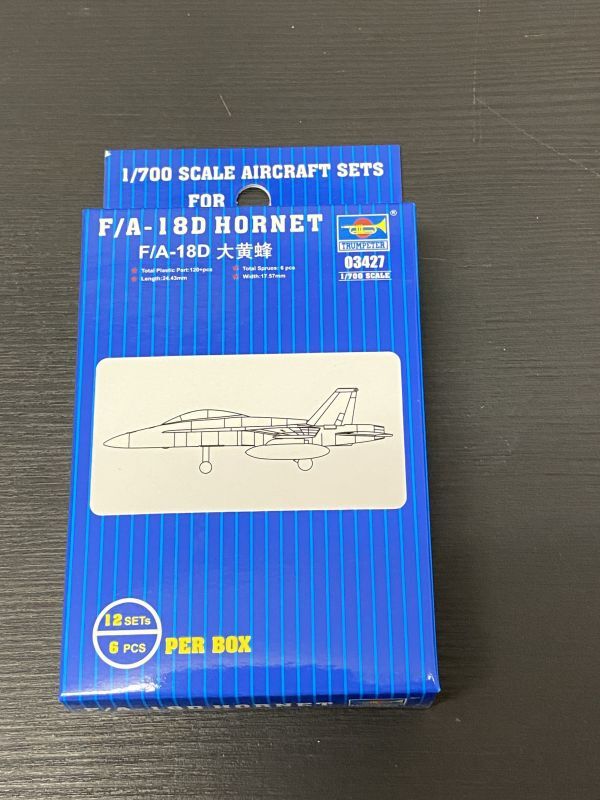 1/700 SCALE AIRCRAFT SETS
FOR
F/A-18D HORNET
F/A-18D 大黄蜂
Total Plastic Part:120+pcs
Total Sprues: 6 pcs
Length:24.43mm
Width:17.57mm
®
TRUMPETER
03427
1/700 SCALE
12 SETs
6 PCS
PER BOX
HORNET